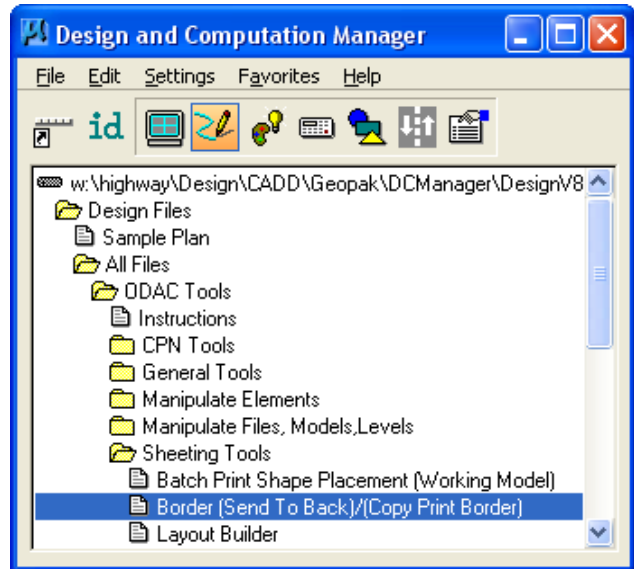 Design and Computation Manager
File Edit Settings Favorites Help
id
w:\highway\Design\CADD\Geopak\DCManager\DesignV8
Design Files
Sample Plan
All Files
ODAC Tools
Instructions
CPN Tools
General Tools
Manipulate Elements
Manipulate Files, Models,Levels
Sheeting Tools
Batch Print Shape Placement (Working Model)
Border (Send To Back)/(Copy Print Border)
Layout Builder